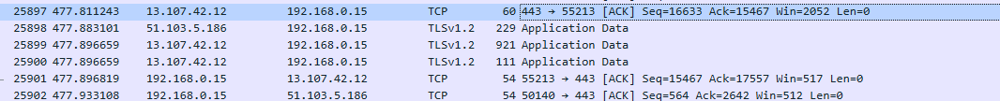 25897 477.811243 13.107.42.12 192.168.0.15 TCP 60 443 → 55213 [ACK] Seq=16633 Ack=15467 Win=2052 Len=0
25898 477.883101 51.103.5.186 192.168.0.15 TLSv1.2 229 Application Data
25899 477.896659 13.107.42.12 192.168.0.15 TLSv1.2 921 Application Data
25900 477.896659 13.107.42.12 192.168.0.15 TLSv1.2 111 Application Data
25901 477.896819 192.168.0.15 13.107.42.12 TCP 54 55213 → 443 [ACK] Seq=15467 Ack=17557 Win=517 Len=0
25902 477.933108 192.168.0.15 51.103.5.186 TCP 54 50140 → 443 [ACK] Seq=564 Ack=2642 Win=512 Len=0